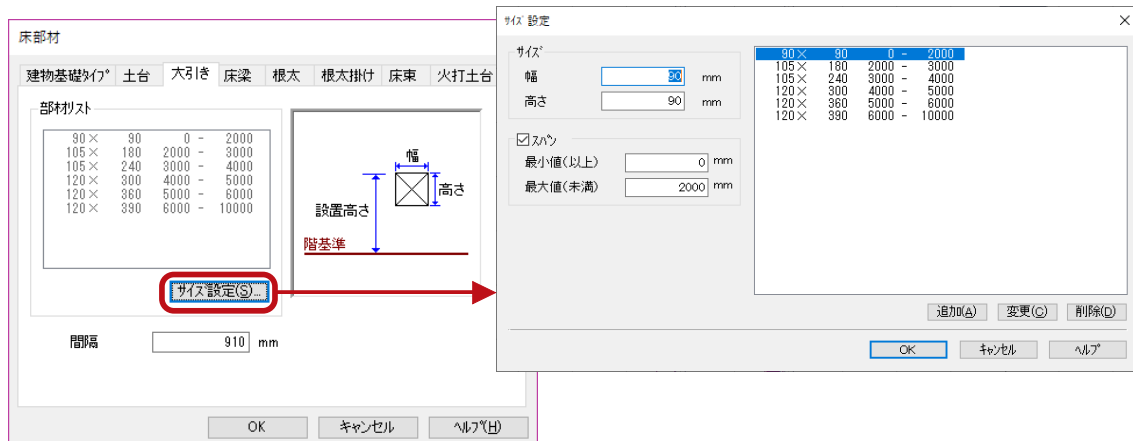 床部材
建物基礎ﾀｲﾌﾟ 土台 大引き 床梁 根太 根太掛け 床束 火打土台
部材ﾘｽﾄ
90× 90 0 - 2000
105× 180 2000 - 3000
105× 240 3000 - 4000
120× 300 4000 - 5000
120× 360 5000 - 6000
120× 390 6000 - 10000
サイズ設定(S)...
幅
高さ
設置高さ
階基準
間隔 910 mm
OK キャンセル ヘルプ(H)
ｻｲｽﾞ設定
×
ｻｲｽﾞ
幅 90 mm
高さ 90 mm
スパン
最小値(以上) 0 mm
最大値(未満) 2000 mm
90× 90 0 - 2000
105× 180 2000 - 3000
105× 240 3000 - 4000
120× 300 4000 - 5000
120× 360 5000 - 6000
120× 390 6000 - 10000
追加(A) 変更(C) 削除(D)
OK ｷｬﾝｾﾙ ﾍﾙﾌﾟ